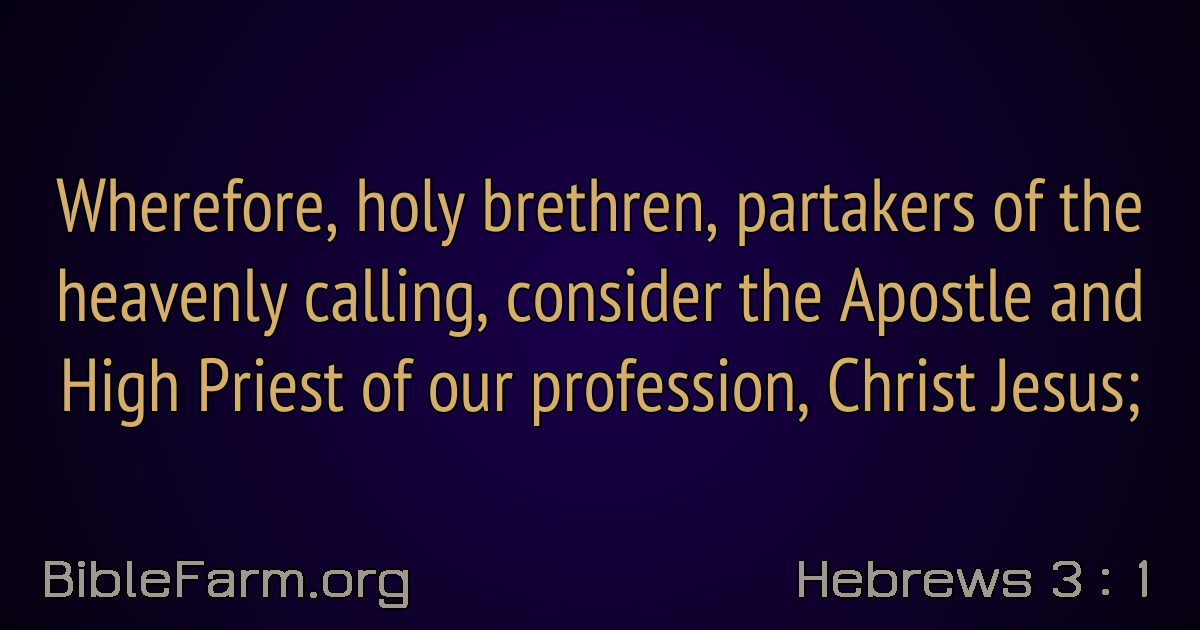 Wherefore, holy brethren, partakers of the
heavenly calling, consider the Apostle and
High Priest of our profession, Christ Jesus;
BibleFarm.org
Hebrews 3 : 1